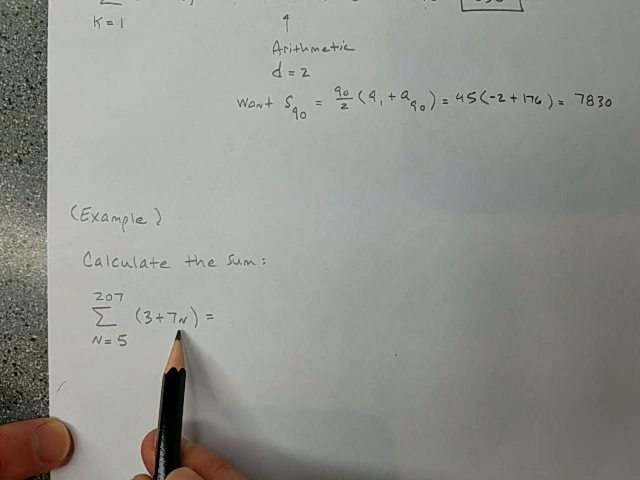 K=1
Arithmetic
d = 2
Want S90 = 90/2 (a1 + a90) = 45(-2 + 176) = 7830
(Example)
Calculate the sum:
207
Σ (3+7N) =
N=5